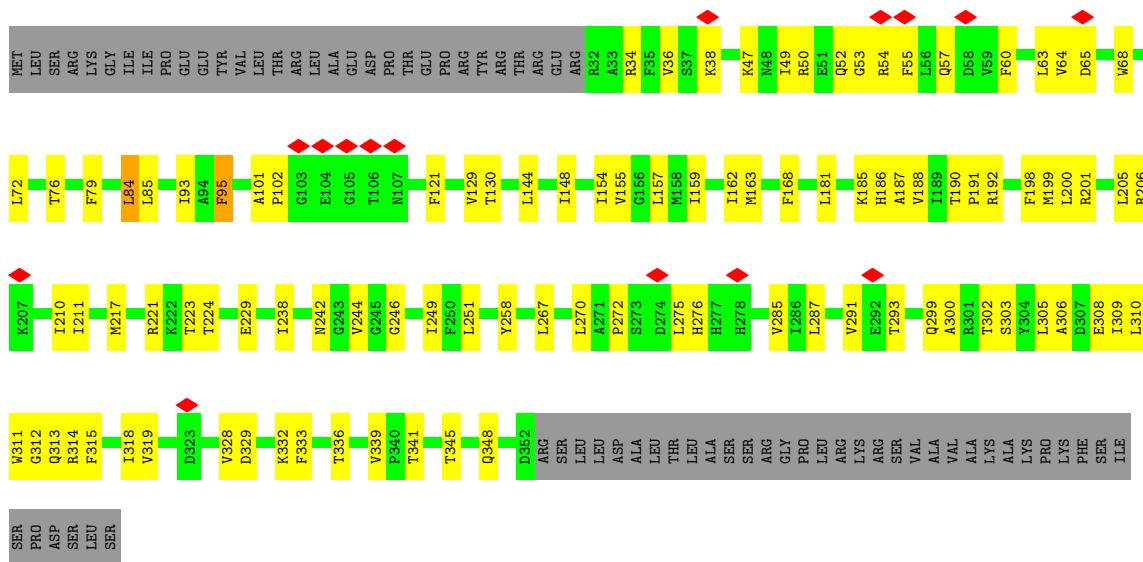 MET LEU SER ARG LYS GLY ILE ILE PRO GLU GLU TYR VAL LEU THR ARG LEU ALA GLU ASP PRO THR GLU PRO ARG TYR ARG THR ARG GLU ARG R32 A33 R34 F35 V36 S37 K38 K47 N48 I49 R50 E51 Q52 G53 R54 F55 L56 Q57 D58 V59 F60 L63 V64 D65 W68
L72 T76 F79 L84 L85 I93 A94 F95 A101 P102 G103 E104 G105 T106 N107 F121 V129 T130 L144 I148 I154 V155 G156 L157 M158 I159 I162 M163 F168 L181 K185 H186 A187 V188 I189 T190 P191 R192 F198 M199 L200 R201 L205 R206
K207 I210 I211 M217 R221 K222 T223 T224 E229 I238 N242 G243 V244 G245 G246 I249 F250 L251 Y258 L267 L270 A271 P272 S273 D274 L275 H276 H277 H278 V285 I286 L287 V291 E292 T293 Q299 A300 R301 T302 S303 Y304 L305 A306 D307 E308 I309 L310
W311 G312 Q313 R314 F315 I318 V319 D323 V328 D329 K332 F333 T336 V339 P340 T341 T345 Q348 D352 ARG SER LEU LEU ASP ALA LEU THR LEU ALA SER SER ARG GLY PRO LEU ARG LYS ARG SER VAL ALA VAL ALA LYS ALA LYS PRO LYS PHE SER ILE
SER PRO ASP SER LEU SER